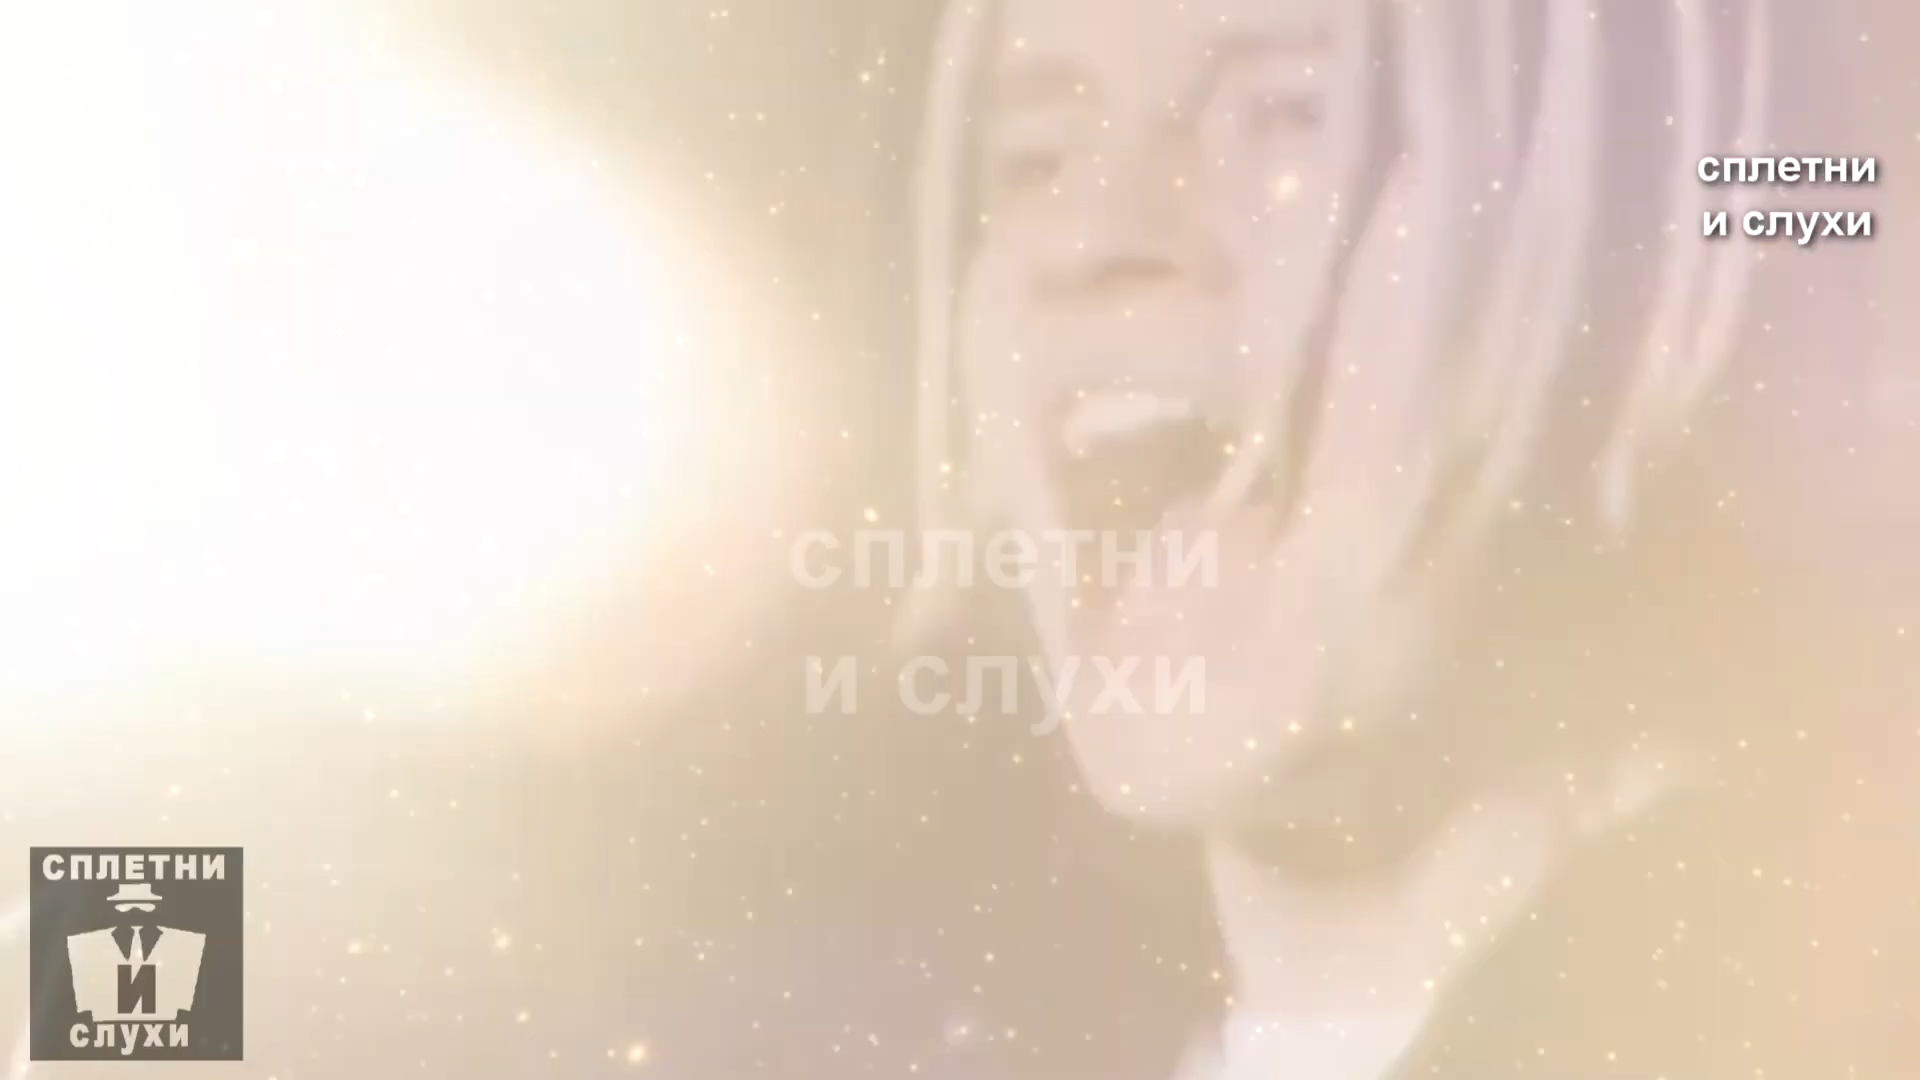 сплетни
и слухи
сплетни
и слухи
СПЛЕТНИ
И
СЛУХИ